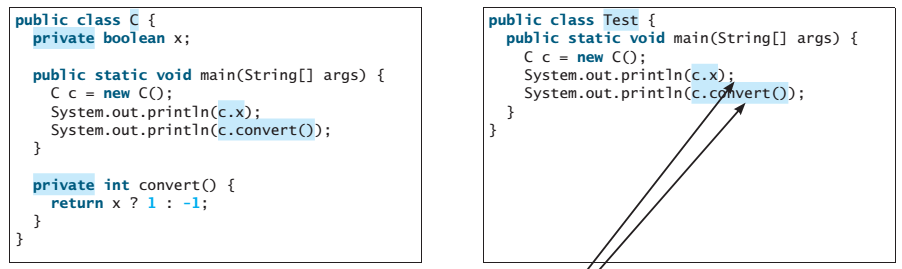 public class C {
private boolean x;
public static void main(String[] args) {
C c = new C();
System.out.println(c.x);
System.out.println(c.convert());
}
private int convert() {
return x ? 1 : -1;
}
}
public class Test {
public static void main(String[] args) {
C c = new C();
System.out.println(c.x);
System.out.println(c.convert());
}
}